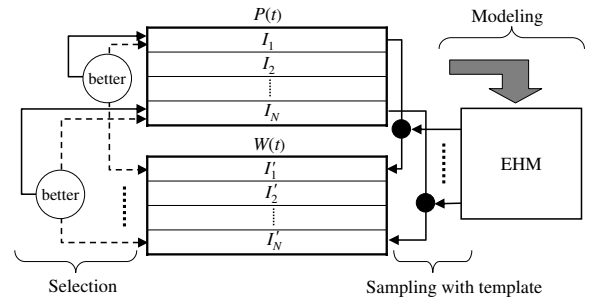 P(t)
Modeling
I1
I2
better
IN
EHM
W(t)
I′1
I′2
better
I′N
Selection
Sampling with template